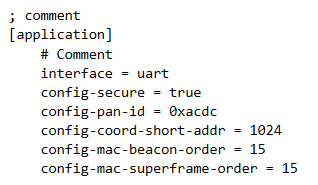 ; comment
[application]
    # Comment
    interface = uart
    config-secure = true
    config-pan-id = 0xacdc
    config-coord-short-addr = 1024
    config-mac-beacon-order = 15
    config-mac-superframe-order = 15